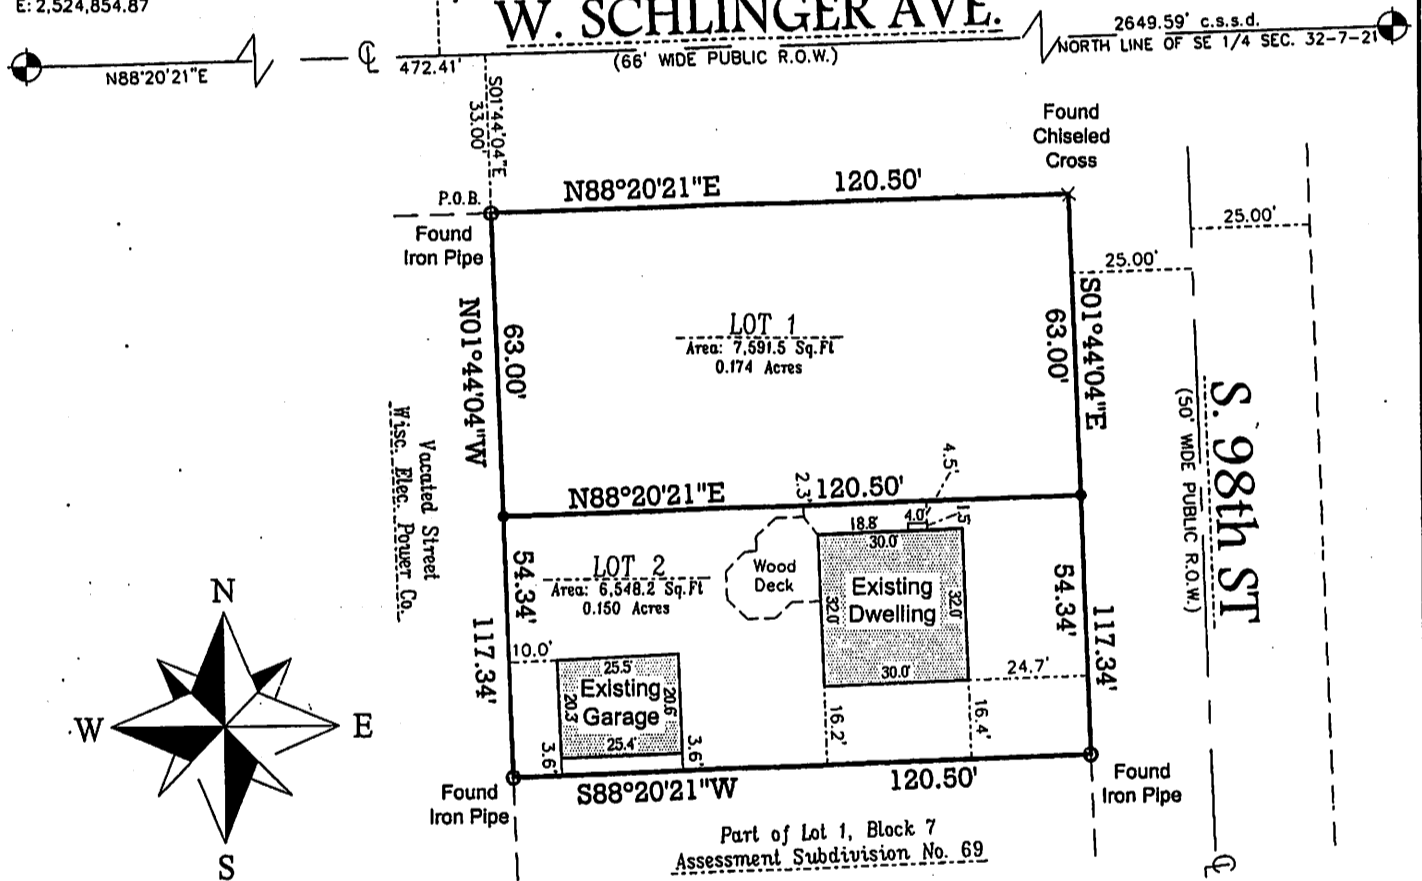 E: 2,524,854.87
W. SCHLINGER AVE.
(66' WIDE PUBLIC R.O.W.)
2649.59' c.s.s.d.
NORTH LINE OF SE 1/4 SEC. 32-7-21
N88°20'21"E
℄
472.41'
S01°44'04"E
33.00'
Found
Chiseled
Cross
P.O.B.
N88°20'21"E
120.50'
Found
Iron Pipe
25.00'
25.00'
N01°44'04"W
63.00'
LOT 1
Area: 7,591.5 Sq.Ft
0.174 Acres
63.00'
S01°44'04"E
S. 98th ST
(50' WIDE PUBLIC R.O.W.)
Vacated Street
Wisc. Elec. Power Co.
N88°20'21"E
2.3'
120.50'
4.5'
18.8'
4.0'
1.5'
30.0'
54.34'
LOT 2
Area: 6,548.2 Sq.Ft
0.150 Acres
Wood
Deck
Existing
Dwelling
32.0'
32.0'
30.0'
54.34'
117.34'
117.34'
10.0'
25.5'
Existing
Garage
20.3'
20.6'
25.4'
3.6'
3.6'
24.7'
16.2'
16.4'
N
W
E
S
Found
Iron Pipe
S88°20'21"W
120.50'
Found
Iron Pipe
Part of Lot 1, Block 7
Assessment Subdivision No. 69
℄